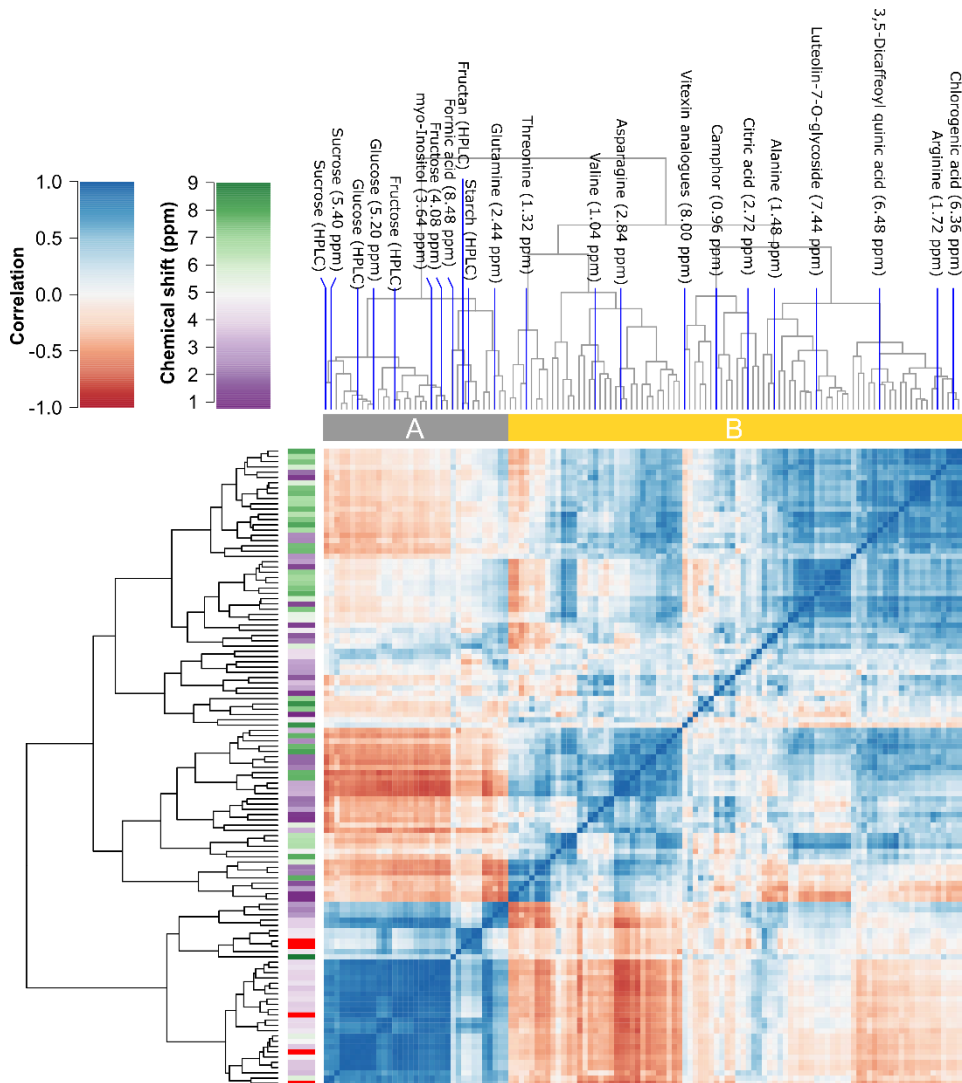 Sucrose (HPLC)
Sucrose (5.40 ppm)
Glucose (HPLC)
Glucose (5.20 ppm)
Fructose (HPLC)
myo-Inositol (3.64 ppm)
Fructose (4.08 ppm)
Formic acid (8.48 ppm)
Fructan (HPLC)
Starch (HPLC)
Glutamine (2.44 ppm)
Threonine (1.32 ppm)
Valine (1.04 ppm)
Asparagine (2.84 ppm)
Vitexin analogues (8.00 ppm)
Camphor (0.96 ppm)
Citric acid (2.72 ppm)
Alanine (1.48 ppm)
Luteolin-7-O-glycoside (7.44 ppm)
3,5-Dicaffeoyl quinic acid (6.48 ppm)
Arginine (1.72 ppm)
Chlorogenic acid (6.36 ppm)
Correlation
1.0
0.5
0.0
-0.5
-1.0
Chemical shift (ppm)
9
8
7
6
5
4
3
2
1
A
B